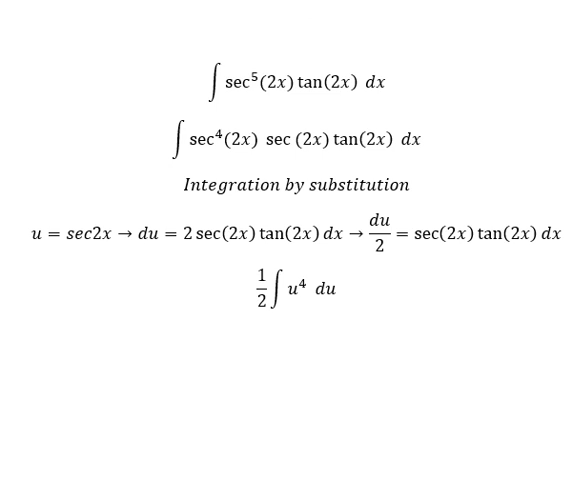 ∫ sec⁵(2x) tan(2x) dx
∫ sec⁴(2x) sec (2x) tan(2x) dx
Integration by substitution
u = sec2x → du = 2 sec(2x) tan(2x) dx → du/2 = sec(2x) tan(2x) dx
1/2 ∫ u⁴ du